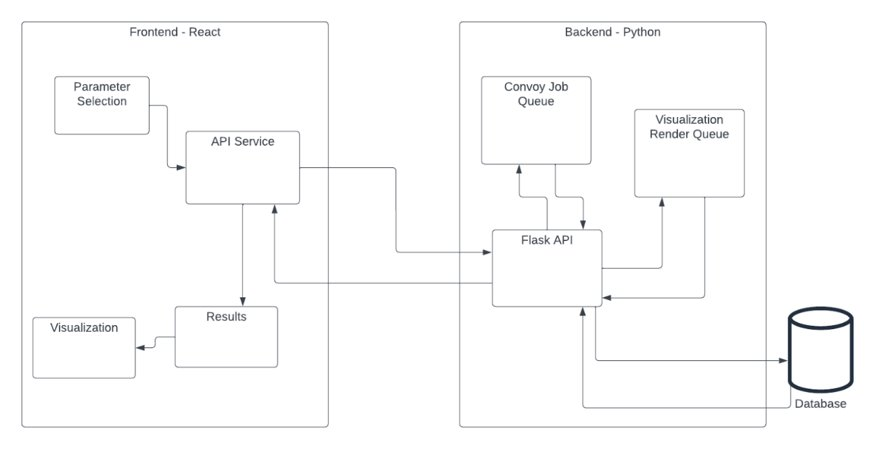 Frontend - React
Parameter
Selection
API Service
Results
Visualization
Backend - Python
Convoy Job
Queue
Visualization
Render Queue
Flask API
Database